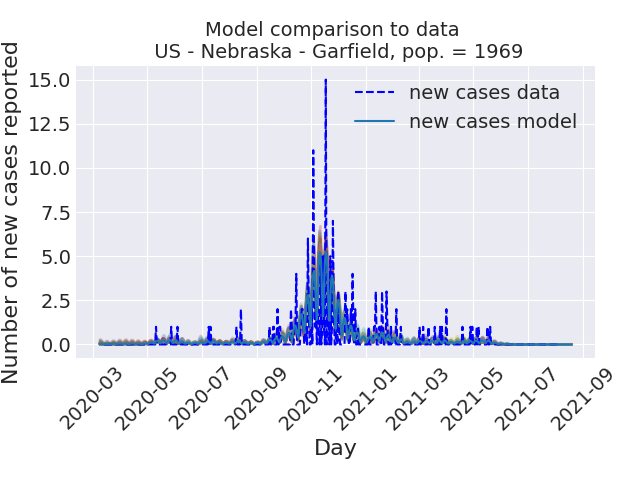 Model comparison to data
US - Nebraska - Garfield, pop. = 1969
Number of new cases reported
15.0
12.5
10.0
7.5
5.0
2.5
0.0
new cases data
new cases model
2020-03
2020-05
2020-07
2020-09
2020-11
2021-01
2021-03
2021-05
2021-07
2021-09
Day